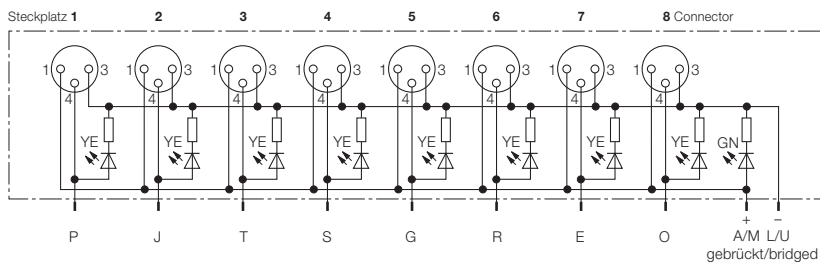 Steckplatz 1 2 3 4 5 6 7 8 Connector
1 3 1 3 1 3 1 3 1 3 1 3 1 3 1 3
4 4 4 4 4 4 4 4
YE YE YE YE YE YE YE YE GN
+ −
P J T S G R E O A/M L/U
gebrückt/bridged